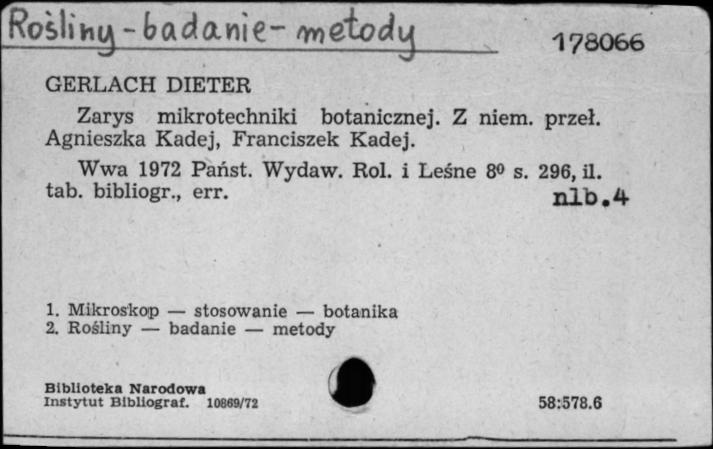 Rośliny - badanie - metody
178066
GERLACH DIETER
Zarys mikrotechniki botanicznej. Z niem. przeł.
Agnieszka Kadej, Franciszek Kadej.
Wwa 1972 Państ. Wydaw. Rol. i Leśne 8⁰ s. 296, il.
tab. bibliogr., err.
nlb.4
1. Mikroskop — stosowanie — botanika
2. Rośliny — badanie — metody
Biblioteka Narodowa
Instytut Bibliograf. 10869/72
58:578.6